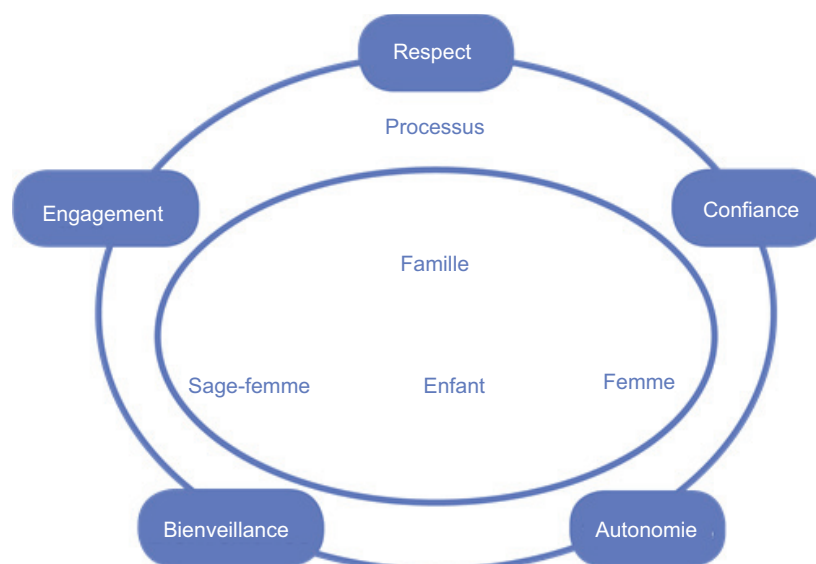 Respect
Processus
Engagement
Confiance
Famille
Sage-femme
Enfant
Femme
Bienveillance
Autonomie